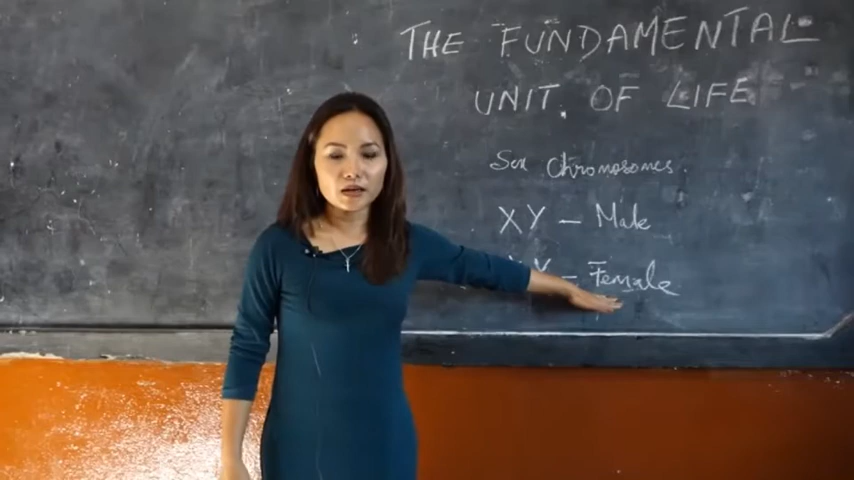 THE FUNDAMENTAL
UNIT OF LIFE
Sex Chromosomes
XY - Male
- Female